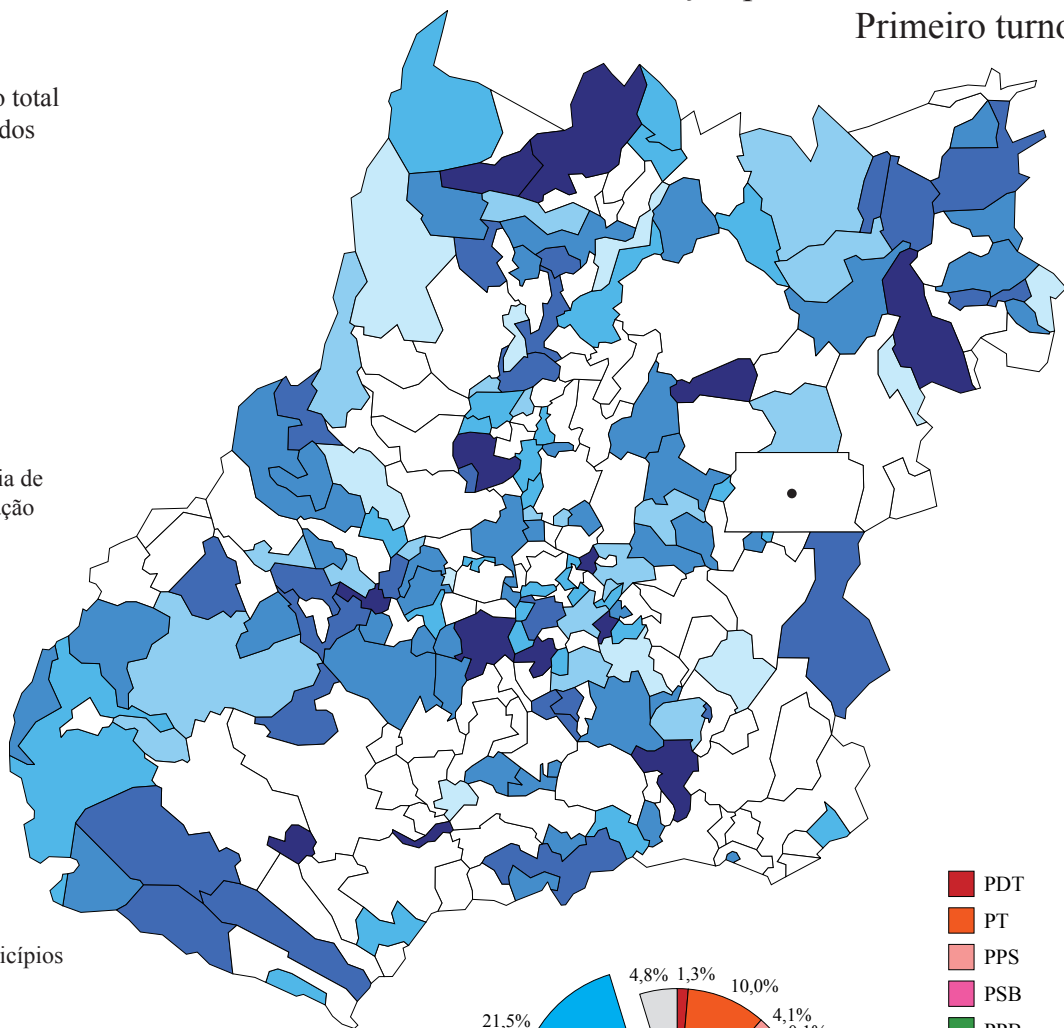 Primeiro turno
o total
dos
ia de
ção
icípios
PDT
PT
PPS
PSB
4,8%
1,3%
10,0%
4,1%
21,5%